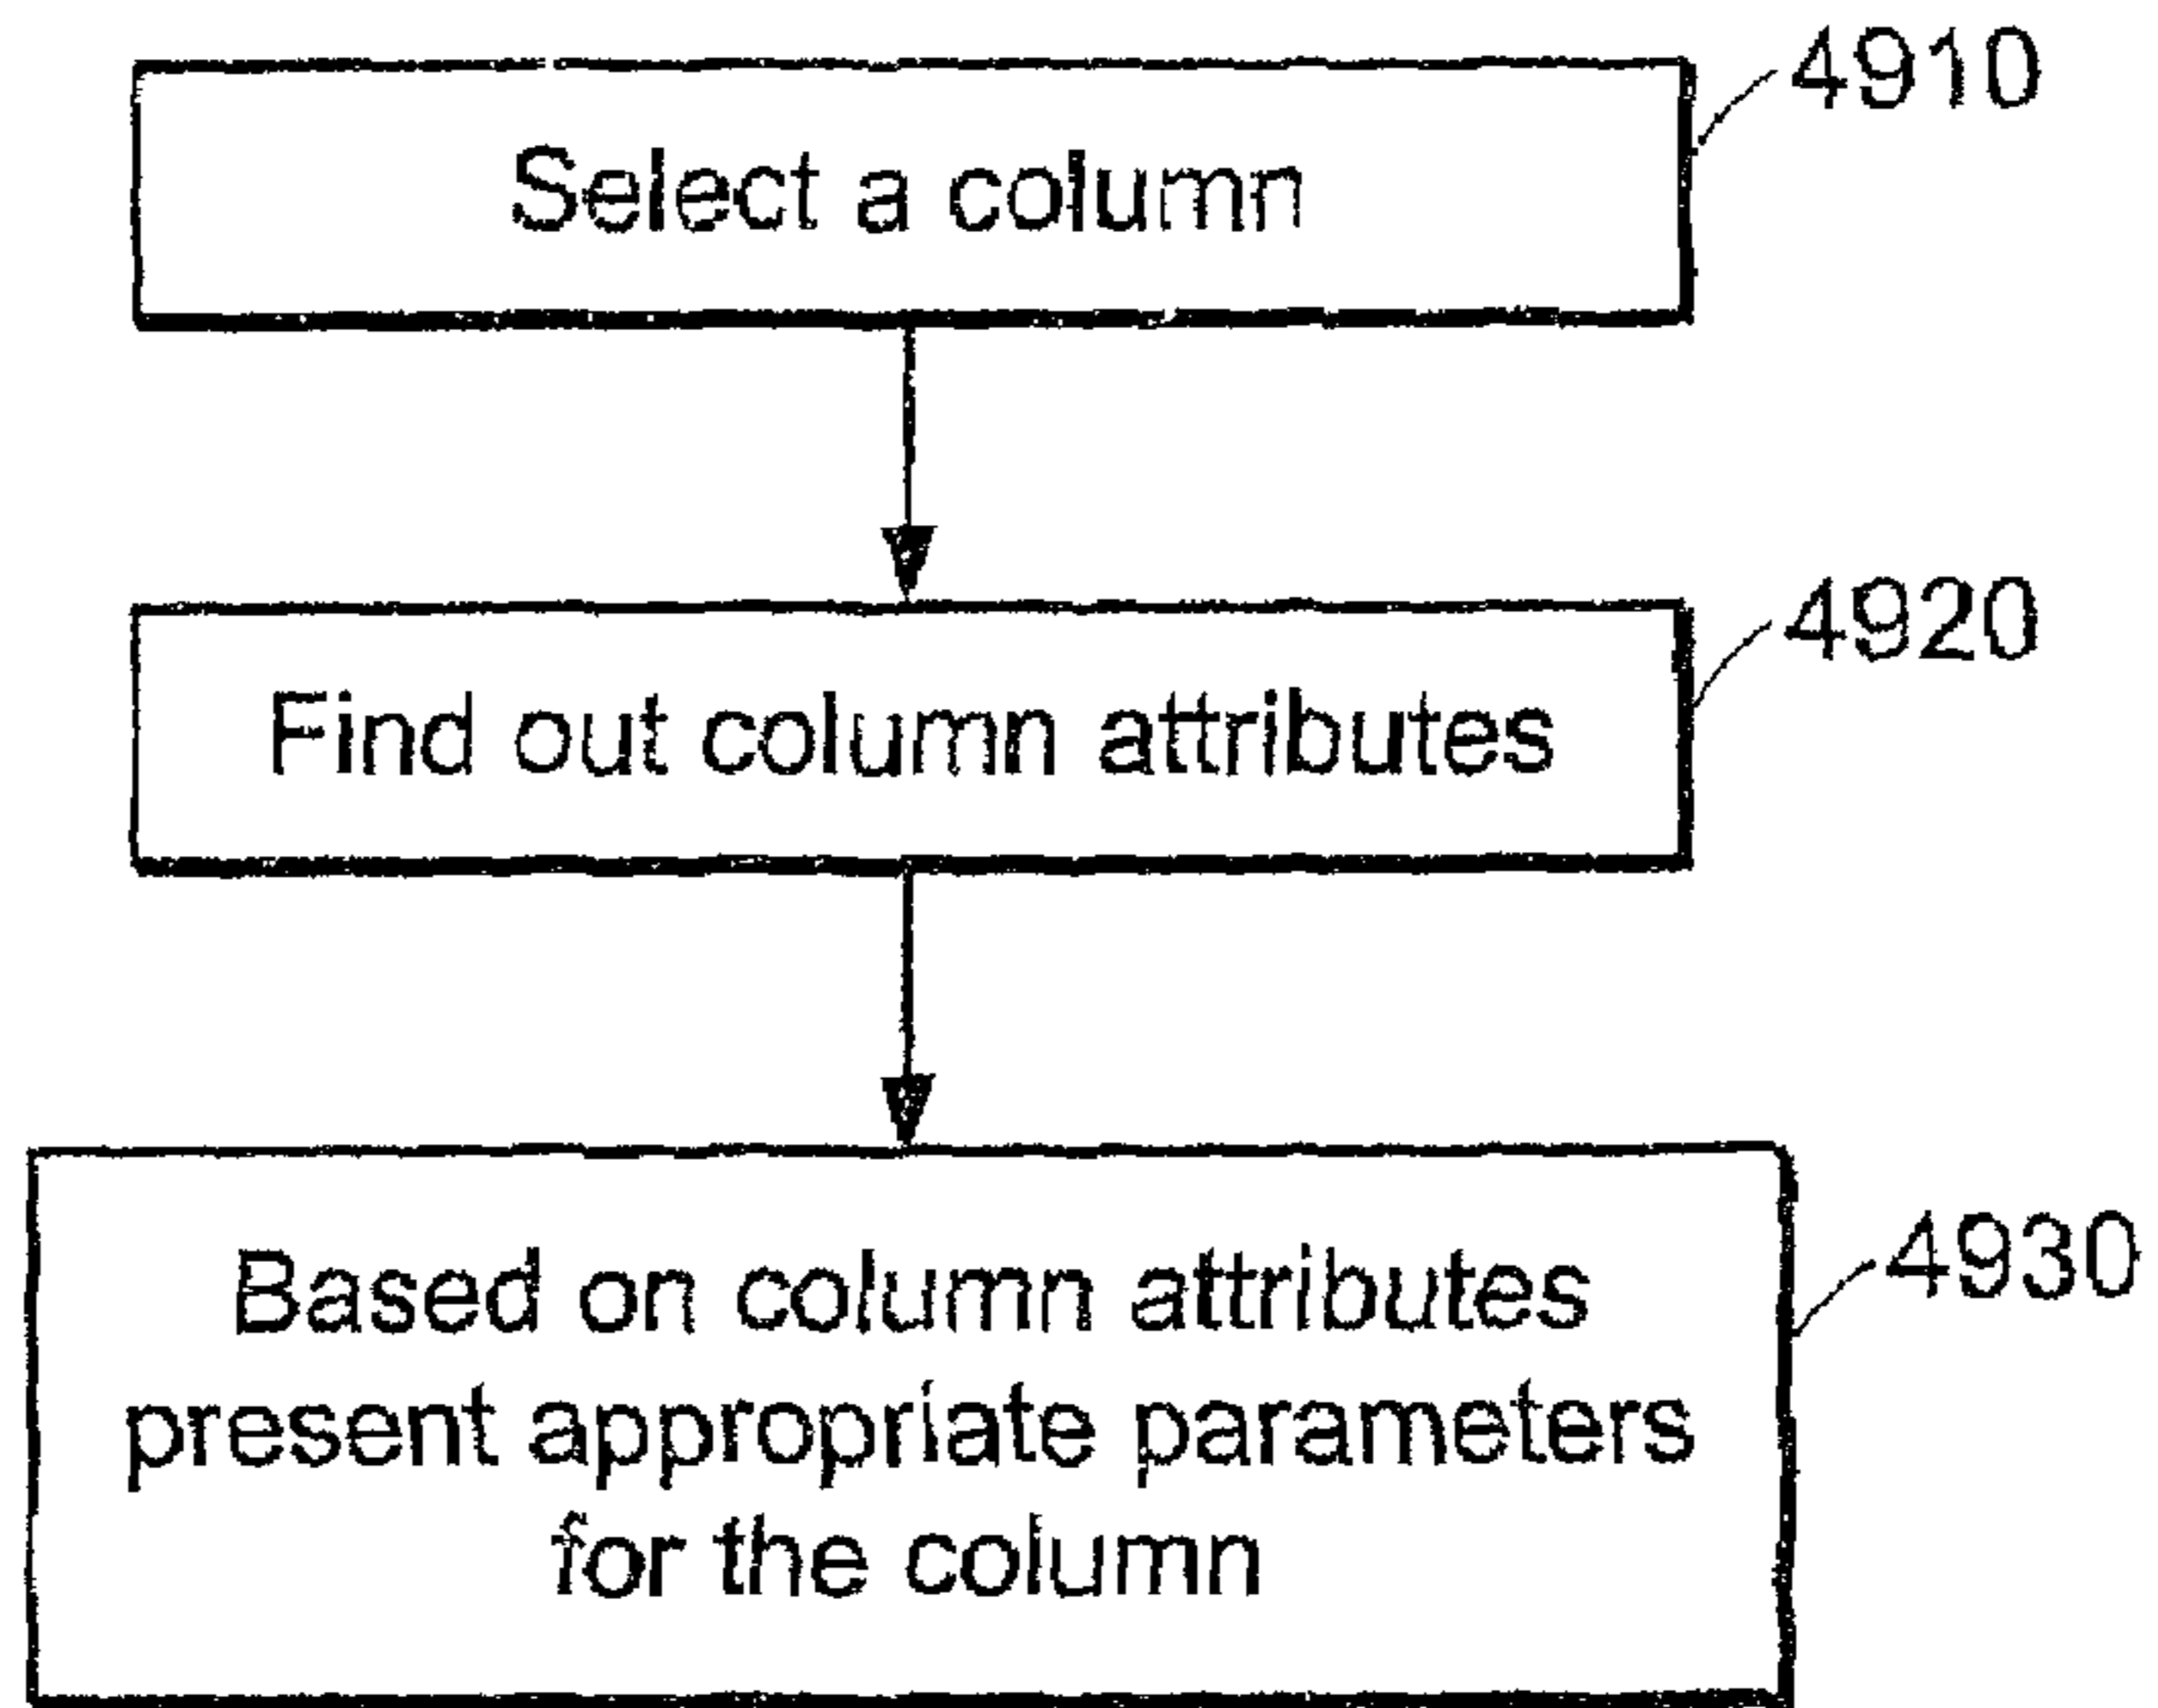 4910
Select a column
4920
Find out column attributes
4930
Based on column attributes
present appropriate parameters
for the column